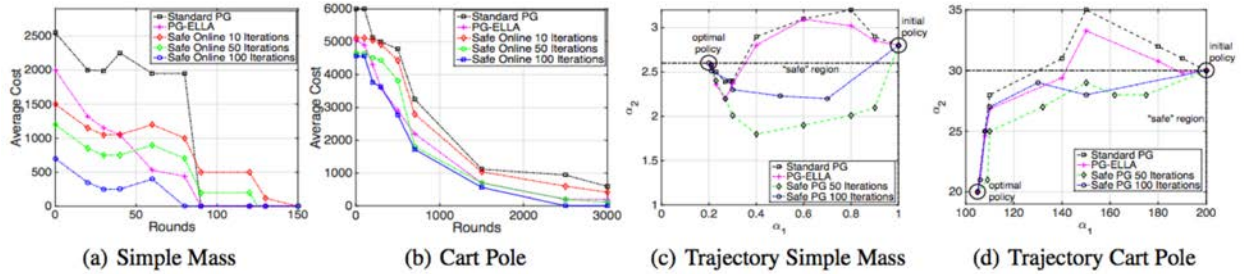 Standard PG
PG-ELLA
Safe Online 10 Iterations
Safe Online 50 Iterations
Safe Online 100 Iterations
Average Cost
2500
2000
1500
1000
500
0
0
50
100
150
Rounds
(a) Simple Mass
Standard PG
PG-ELLA
Safe Online 10 Iterations
Safe Online 50 Iterations
Safe Online 100 Iterations
Average Cost
6000
5000
4000
3000
2000
1000
0
0
1000
2000
3000
Rounds
(b) Cart Pole
optimal
policy
initial
policy
"safe" region
α2
3
2.6
2.2
1.8
1.4
1
0
0.2
0.4
0.6
0.8
1
α1
Standard PG
PG-ELLA
Safe PG 50 Iterations
Safe PG 100 Iterations
(c) Trajectory Simple Mass
initial
policy
"safe" region
optimal
policy
α2
35
30
25
20
100
120
140
160
180
200
α1
Standard PG
PG-ELLA
Safe PG 50 Iterations
Safe PG 100 Iterations
(d) Trajectory Cart Pole